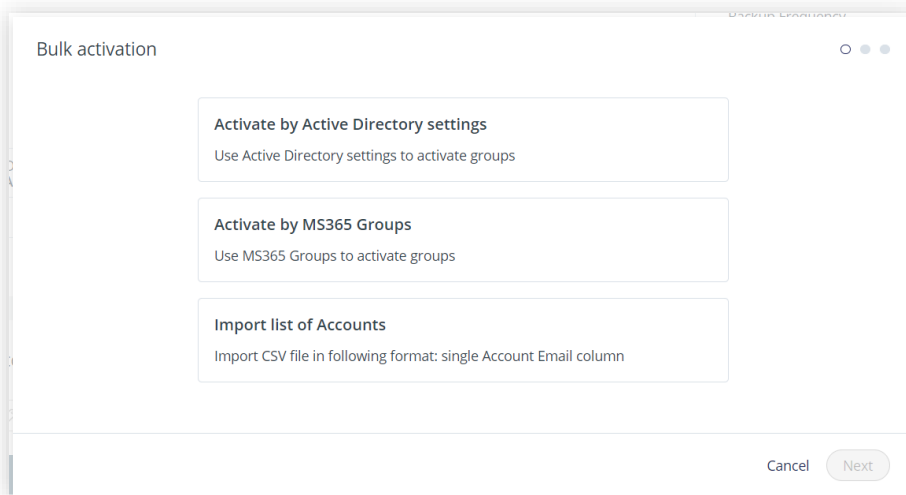 Backup Frequency
Bulk activation
Activate by Active Directory settings
Use Active Directory settings to activate groups
Activate by MS365 Groups
Use MS365 Groups to activate groups
Import list of Accounts
Import CSV file in following format: single Account Email column
Cancel
Next